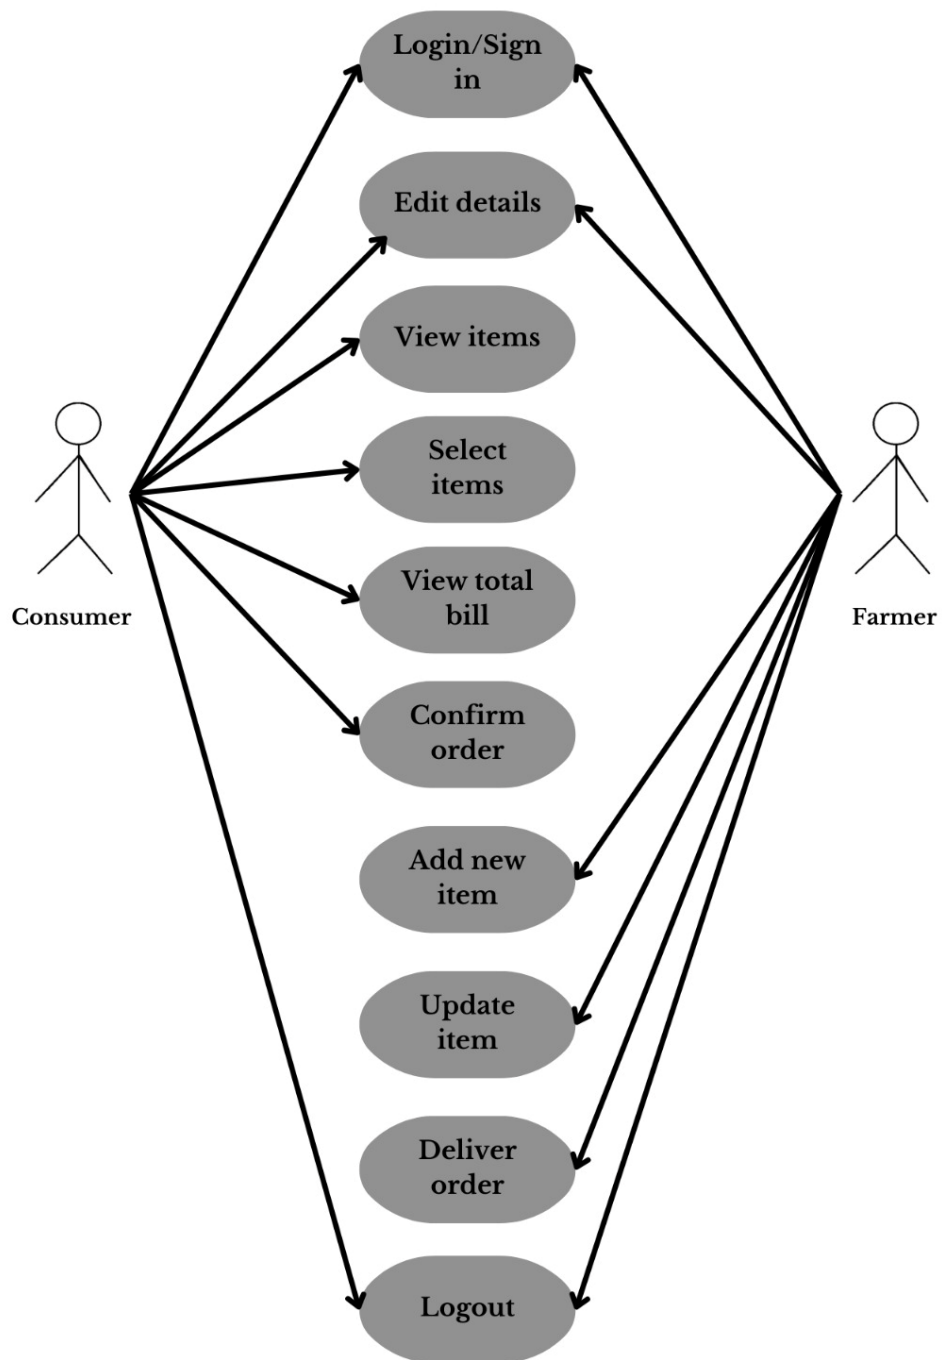 Login/Sign
in
Edit details
View items
Select
items
View total
bill
Consumer
Farmer
Confirm
order
Add new
item
Update
item
Deliver
order
Logout